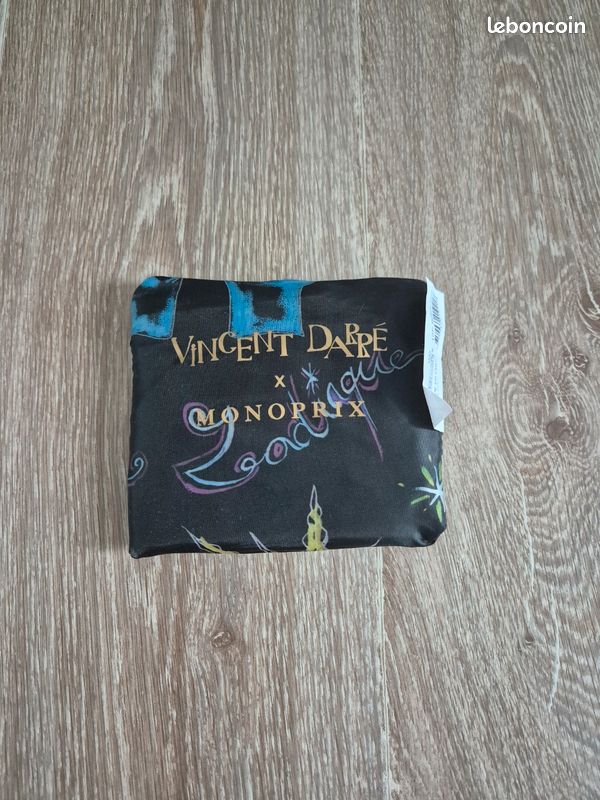 leboncoin
VINCENT DARRÉ
x
MONOPRIX
Zodiaque